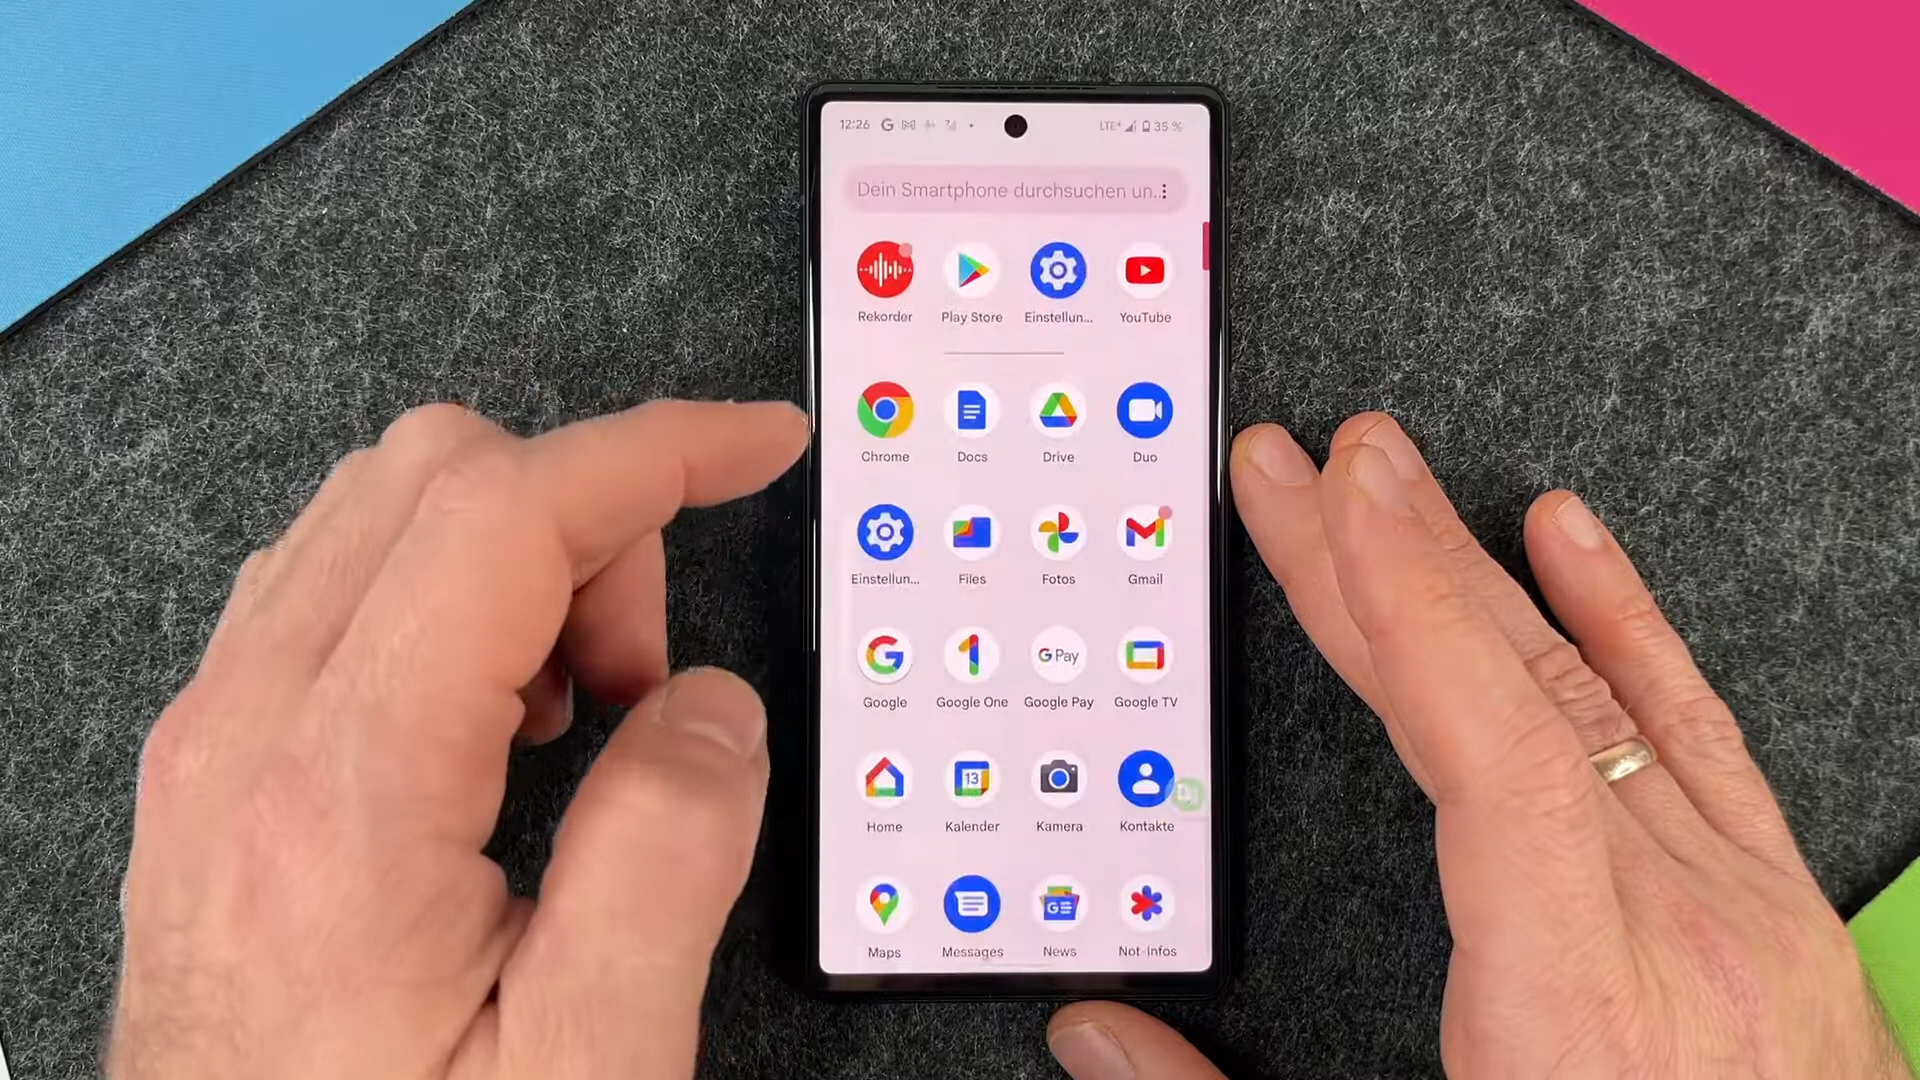 12:26
LTE+ 35 %
Dein Smartphone durchsuchen un..
Rekorder Play Store Einstellun... YouTube
Chrome Docs Drive Duo
Einstellun... Files Fotos Gmail
G Pay
Google Google One Google Pay Google TV
13
Home Kalender Kamera Kontakte
GE
Maps Messages News Not-Infos